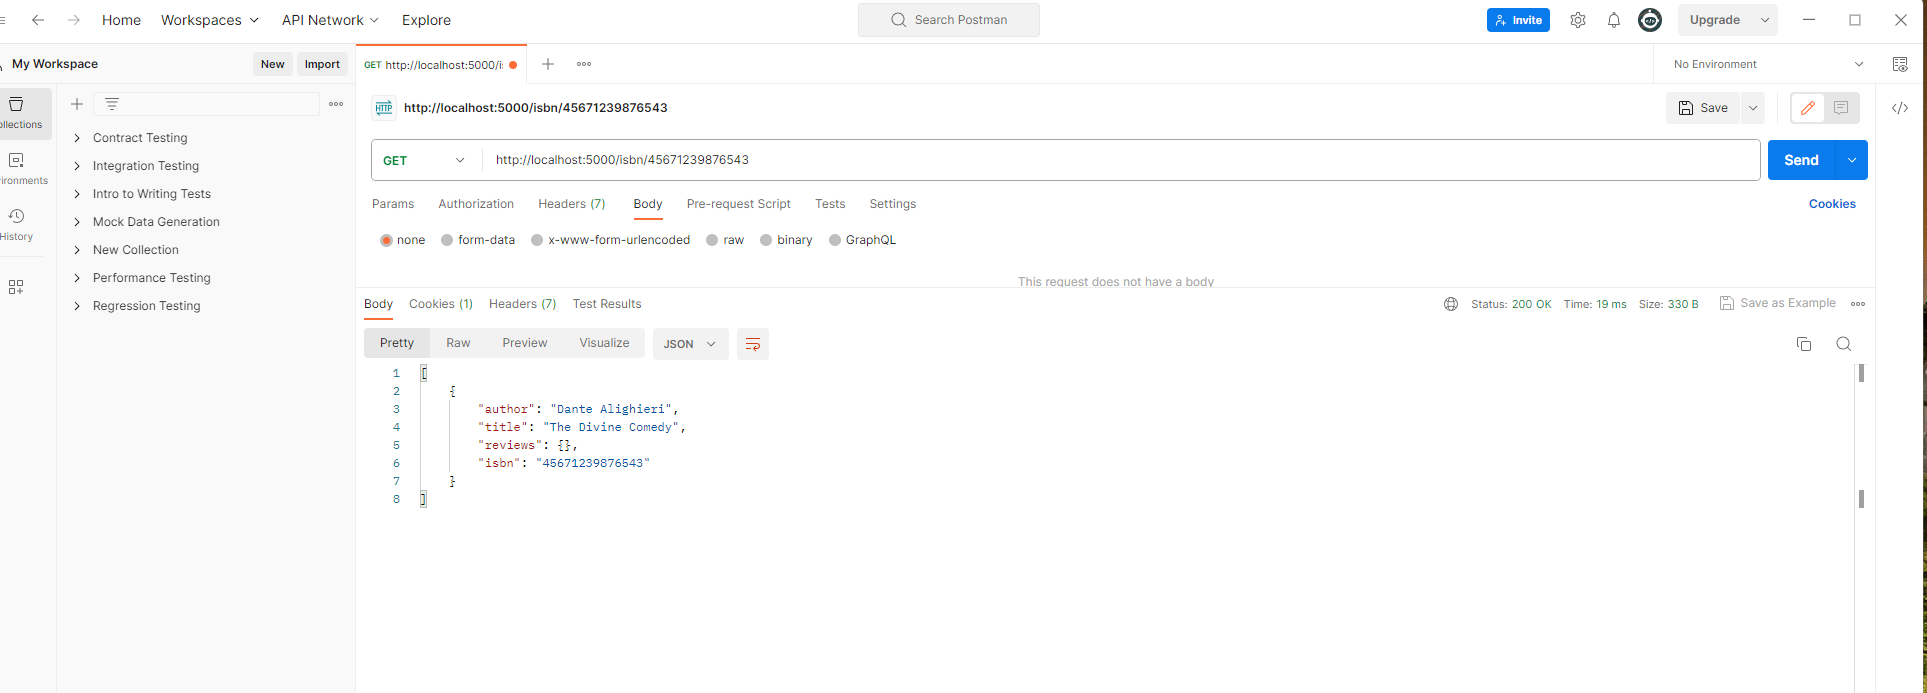 Home Workspaces API Network Explore Search Postman Invite Upgrade
My Workspace New Import GET http://localhost:5000/i No Environment
HTTP http://localhost:5000/isbn/45671239876543 Save
GET http://localhost:5000/isbn/45671239876543 Send
Params Authorization Headers (7) Body Pre-request Script Tests Settings Cookies
none form-data x-www-form-urlencoded raw binary GraphQL
This request does not have a body
ollections
ironments
History
Contract Testing
Integration Testing
Intro to Writing Tests
Mock Data Generation
New Collection
Performance Testing
Regression Testing
Body Cookies (1) Headers (7) Test Results Status: 200 OK Time: 19 ms Size: 330 B Save as Example
Pretty Raw Preview Visualize JSON
1 [
2 {
3 "author": "Dante Alighieri",
4 "title": "The Divine Comedy",
5 "reviews": {},
6 "isbn": "45671239876543"
7 }
8 ]